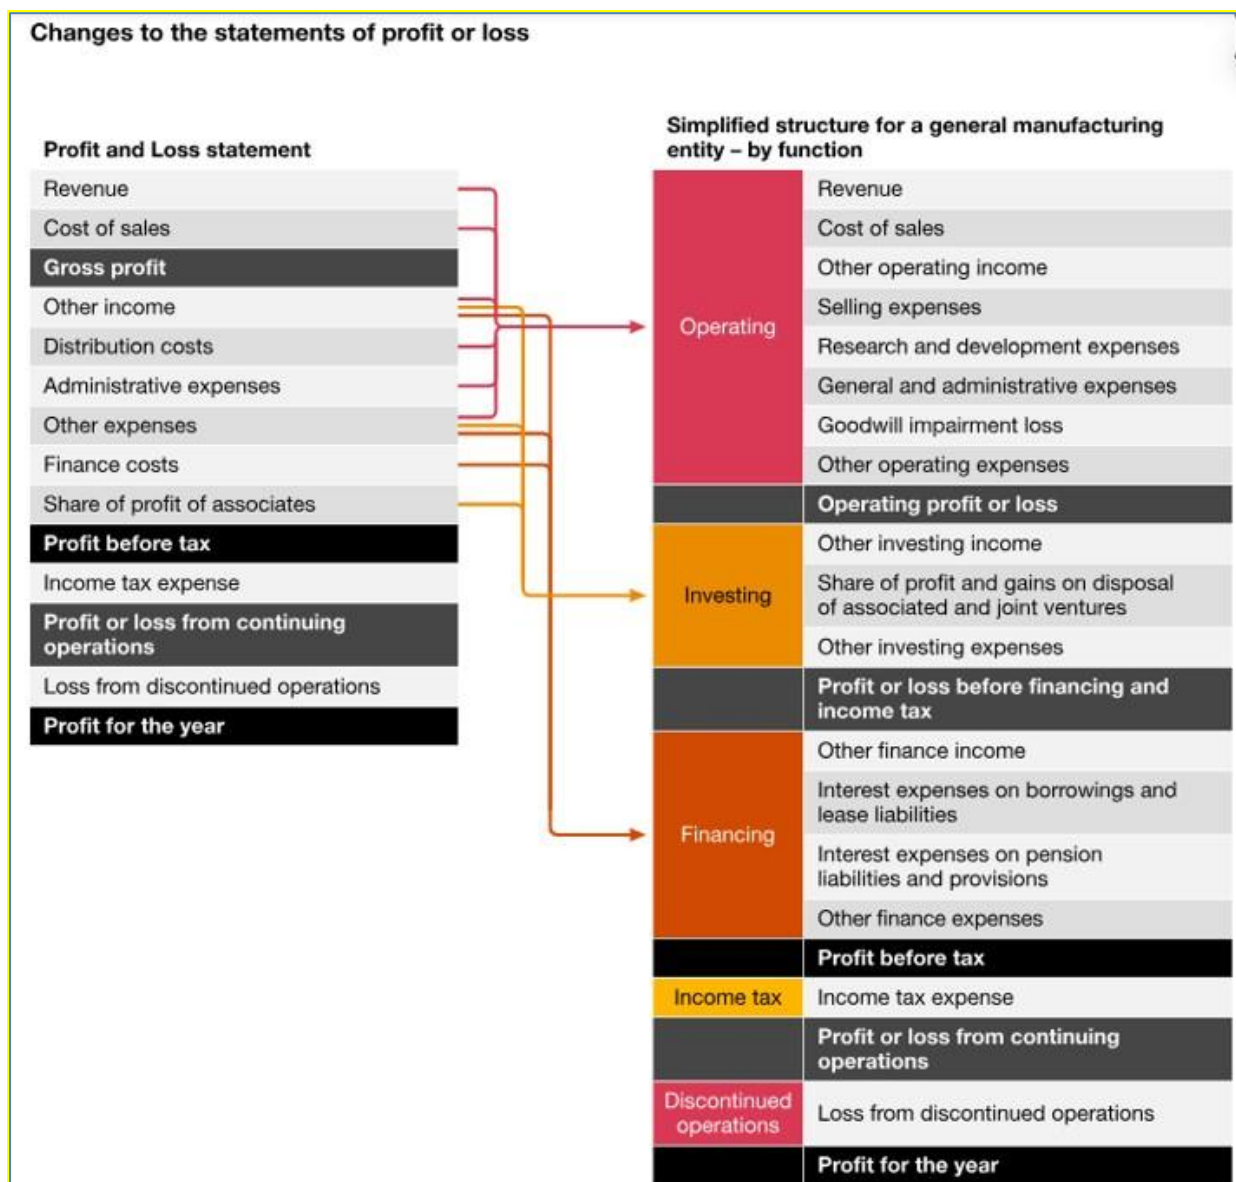 Changes to the statements of profit or loss
Profit and Loss statement
Revenue
Cost of sales
Gross profit
Other income
Distribution costs
Administrative expenses
Other expenses
Finance costs
Share of profit of associates
Profit before tax
Income tax expense
Profit or loss from continuing
operations
Loss from discontinued operations
Profit for the year
Simplified structure for a general manufacturing
entity – by function
Operating
Revenue
Cost of sales
Other operating income
Selling expenses
Research and development expenses
General and administrative expenses
Goodwill impairment loss
Other operating expenses
Operating profit or loss
Investing
Other investing income
Share of profit and gains on disposal
of associated and joint ventures
Other investing expenses
Profit or loss before financing and
income tax
Financing
Other finance income
Interest expenses on borrowings and
lease liabilities
Interest expenses on pension
liabilities and provisions
Other finance expenses
Profit before tax
Income tax
Income tax expense
Profit or loss from continuing
operations
Discontinued
operations
Loss from discontinued operations
Profit for the year